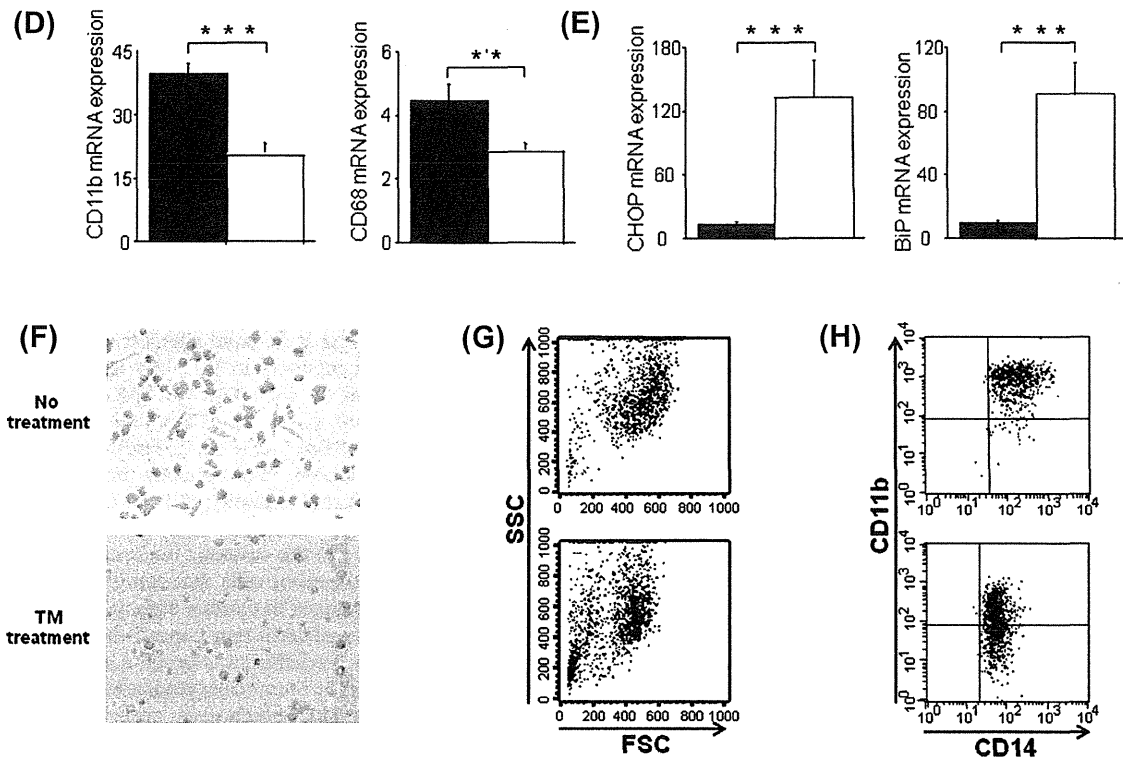 (D)
* * *
CD11b mRNA expression
45
30
15
0
*'*
CD68 mRNA expression
6
4
2
0
(E)
* * *
CHOP mRNA expression
180
120
60
0
* * *
BiP mRNA expression
120
80
40
0
(F)
No
treatment
TM
treatment
(G)
SSC
1000
800
600
400
200
0
0 200 400 600 800 1000
1000
800
600
400
200
0
0 200 400 600 800 1000
FSC
(H)
CD11b
10⁴
10³
10²
10¹
10⁰
10⁰ 10¹ 10² 10³ 10⁴
10⁴
10³
10²
10¹
10⁰
10⁰ 10¹ 10² 10³ 10⁴
CD14